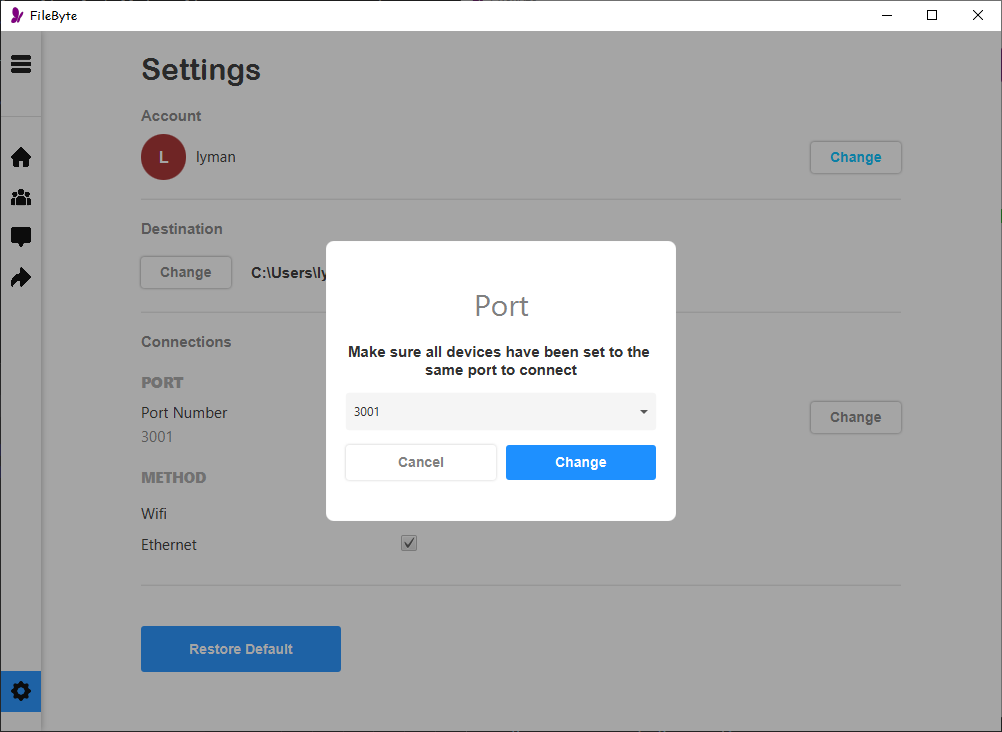 FileByte
Settings
Account
L
lyman
Change
Destination
Change
C:\Users\ly
Connections
PORT
Port Number
3001
Change
METHOD
Wifi
Ethernet
Restore Default
Port
Make sure all devices have been set to the
same port to connect
3001
Cancel
Change